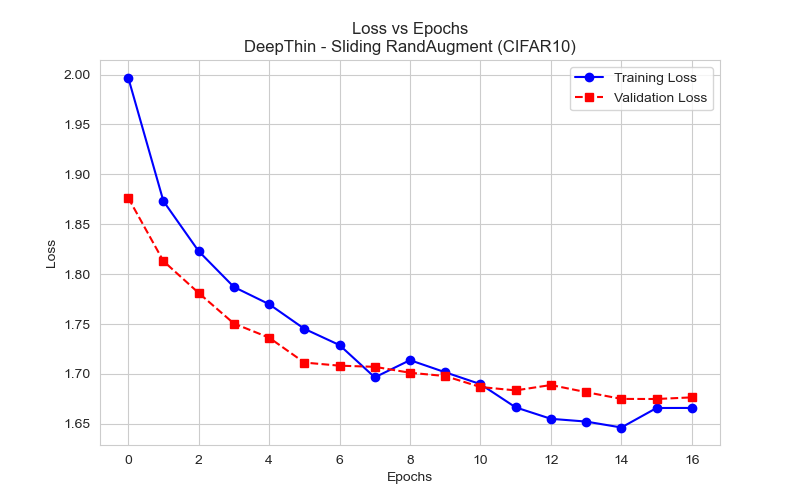 Loss vs Epochs
DeepThin - Sliding RandAugment (CIFAR10)
2.00
1.95
1.90
1.85
1.80
1.75
1.70
1.65
Loss
Training Loss
Validation Loss
0 2 4 6 8 10 12 14 16
Epochs